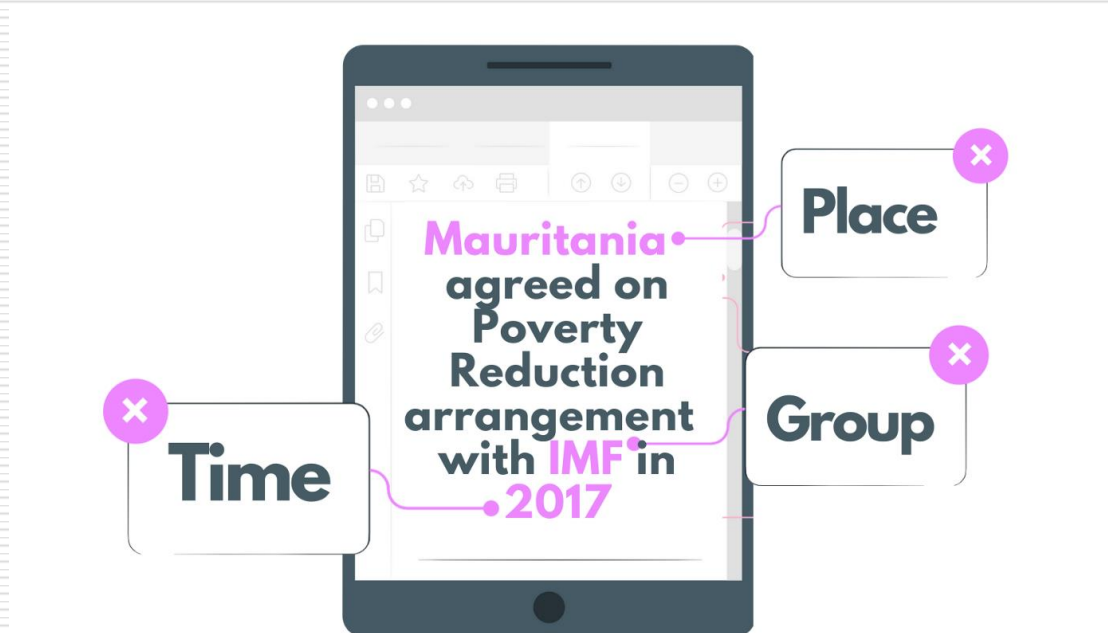 Mauritania
agreed on
Poverty
Reduction
arrangement
with IMF in
2017
Place
Group
Time